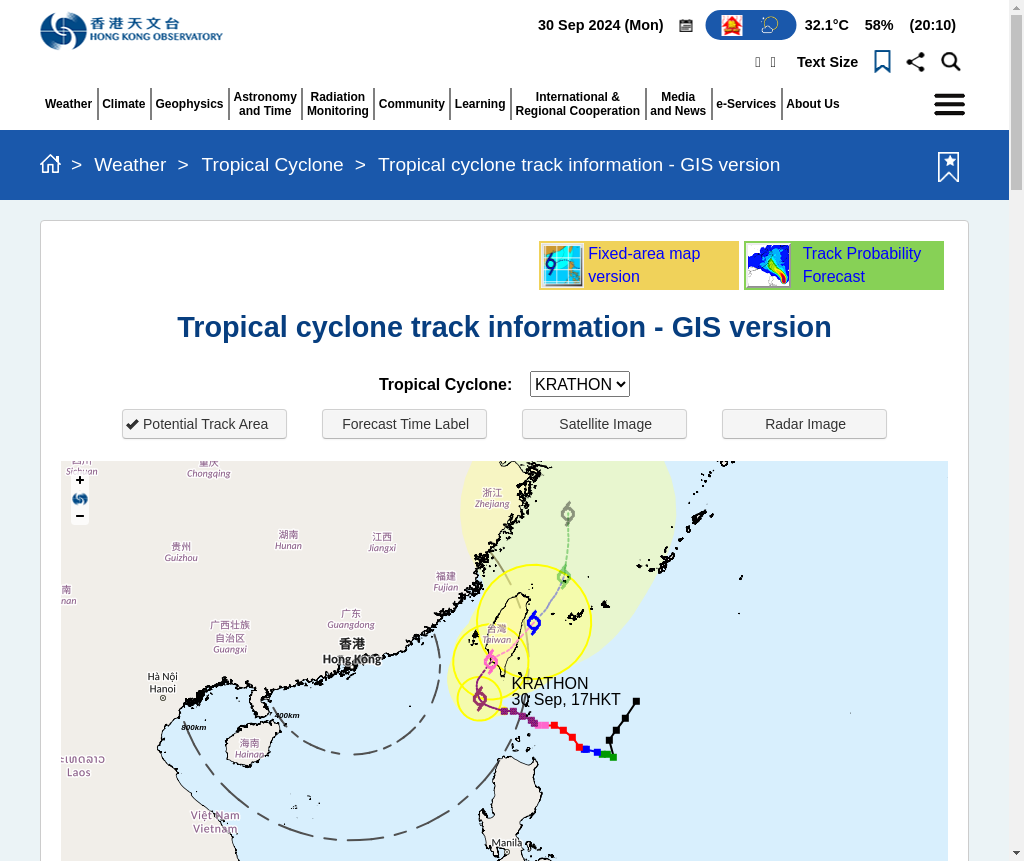 香港天文台
HONG KONG OBSERVATORY
30 Sep 2024 (Mon)
32.1°C 58% (20:10)
Text Size
Weather
Climate
Geophysics
Astronomy
and Time
Radiation
Monitoring
Community
Learning
International &
Regional Cooperation
Media
and News
e-Services
About Us
> Weather > Tropical Cyclone > Tropical cyclone track information - GIS version
Fixed-area map
version
Track Probability
Forecast
Tropical cyclone track information - GIS version
Tropical Cyclone: KRATHON
Potential Track Area
Forecast Time Label
Satellite Image
Radar Image
Sichuan
重庆
Chongqing
+
−
浙江
Zhejiang
贵州
Guizhou
湖南
Hunan
江西
Jiangxi
福建
Fujian
南
nan
广西壮族
自治区
Guangxi
广东
Guangdong
香港
Hong Kong
台灣
Taiwan
Hà Nội
Hanoi
KRATHON
30 Sep, 17HKT
400km
800km
海南
Hainan
ເທດລາວ
Laos
Việt Nam
Vietnam
Manila